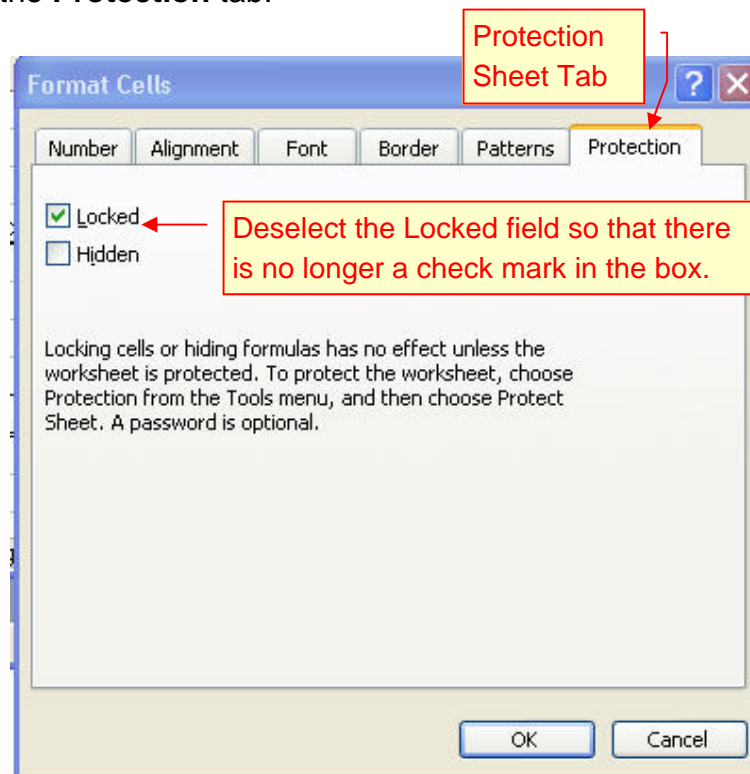 the Protection tab.
Protection
Sheet Tab
Format Cells
Number Alignment Font Border Patterns Protection
Locked
Deselect the Locked field so that there
is no longer a check mark in the box.
Hidden
Locking cells or hiding formulas has no effect unless the
worksheet is protected. To protect the worksheet, choose
Protection from the Tools menu, and then choose Protect
Sheet. A password is optional.
OK Cancel